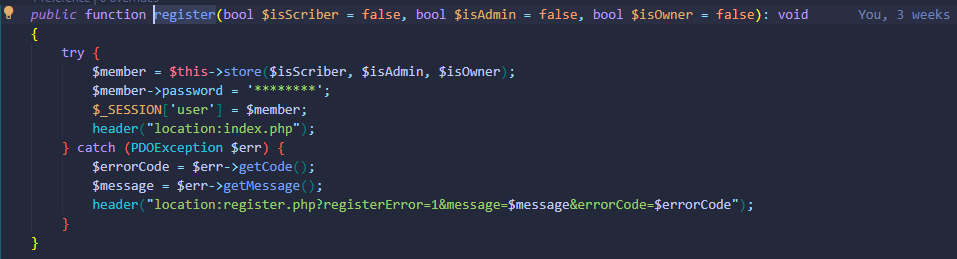 public function register(bool $isScriber = false, bool $isAdmin = false, bool $isOwner = false): void You, 3 weeks
{
try {
$member = $this->store($isScriber, $isAdmin, $isOwner);
$member->password = '********';
$_SESSION['user'] = $member;
header("location:index.php");
} catch (PDOException $err) {
$errorCode = $err->getCode();
$message = $err->getMessage();
header("location:register.php?registerError=1&message=$message&errorCode=$errorCode");
}
}